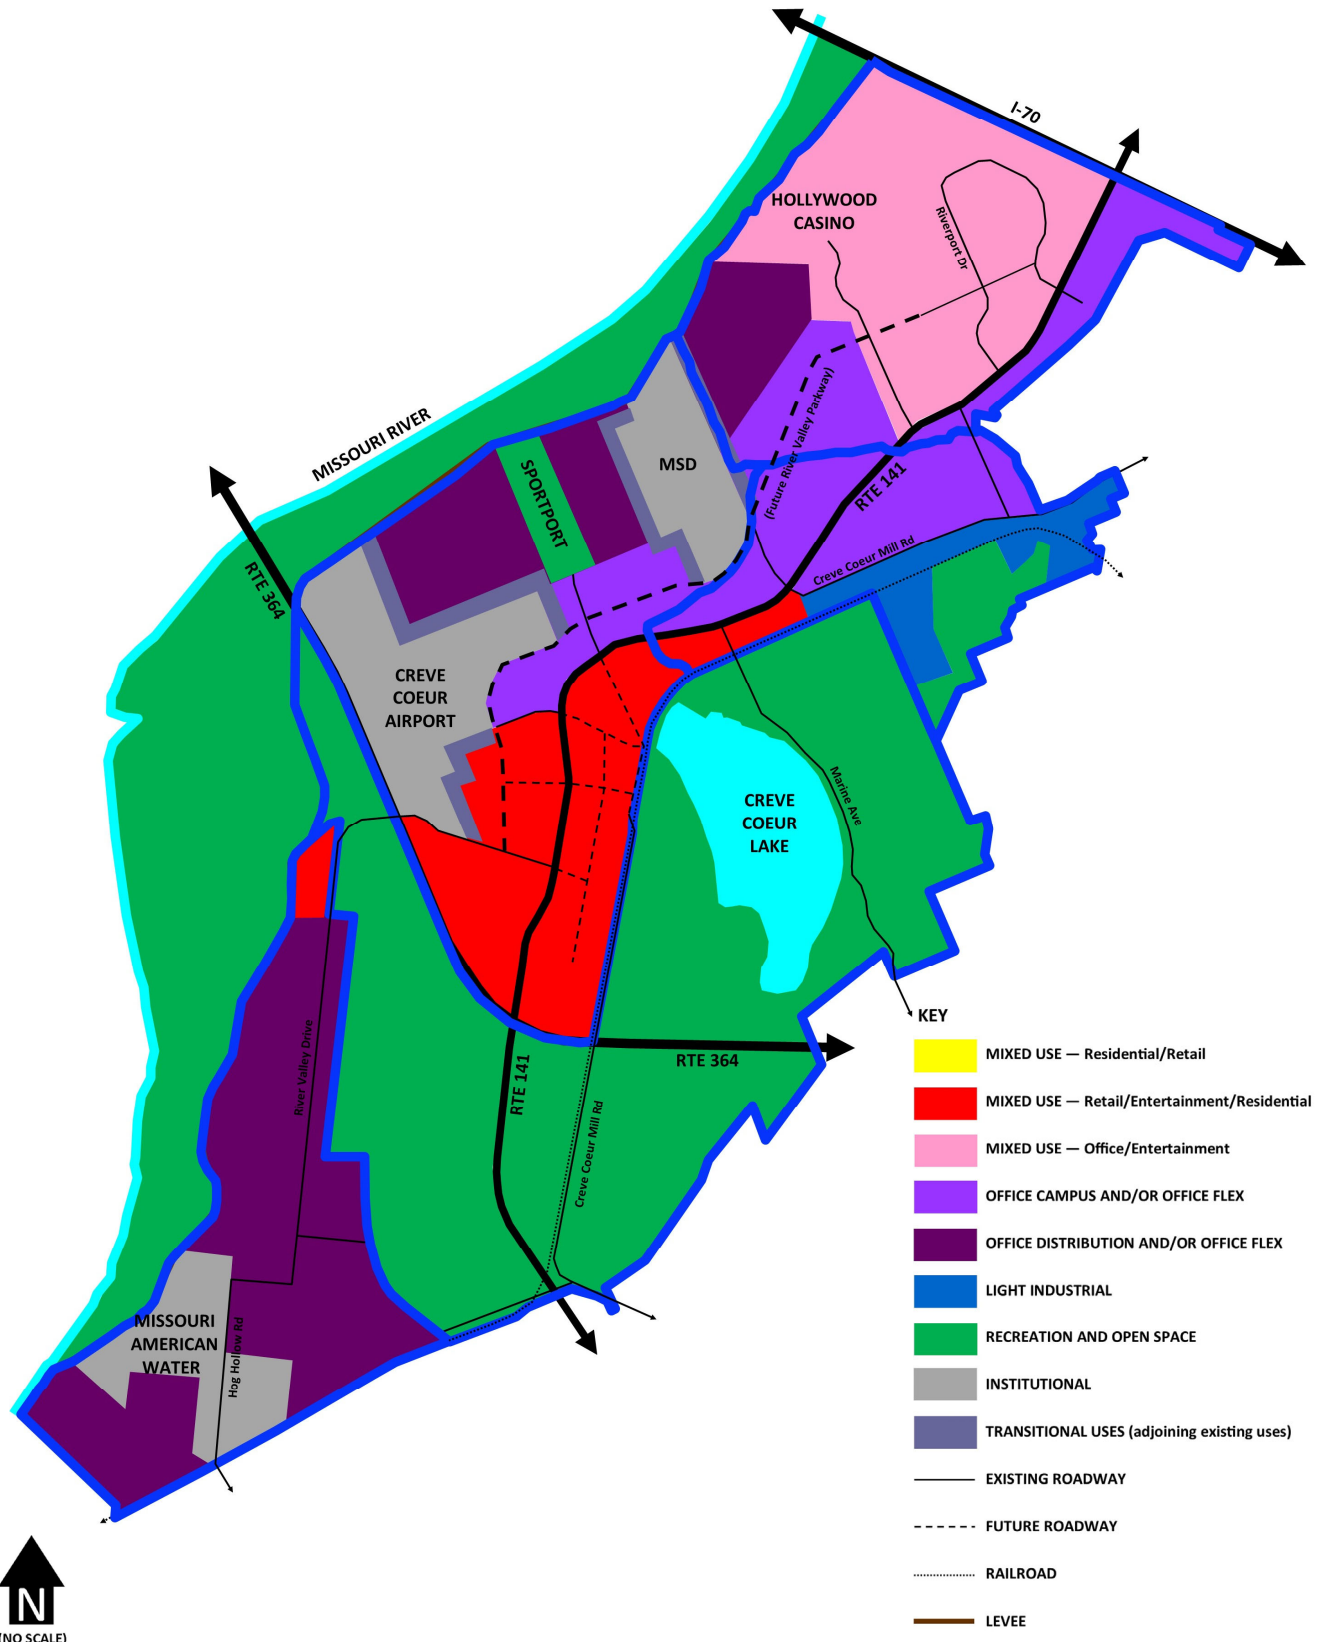 I-70
HOLLYWOOD
CASINO
Riverport Dr
MISSOURI RIVER
(Future River Valley Parkway)
MSD
SPORTPORT
RTE 141
Creve Coeur Mill Rd
RTE 364
CREVE
COEUR
AIRPORT
CREVE
COEUR
LAKE
Marine Ave
KEY
MIXED USE — Residential/Retail
MIXED USE — Retail/Entertainment/Residential
MIXED USE — Office/Entertainment
OFFICE CAMPUS AND/OR OFFICE FLEX
OFFICE DISTRIBUTION AND/OR OFFICE FLEX
LIGHT INDUSTRIAL
RECREATION AND OPEN SPACE
INSTITUTIONAL
TRANSITIONAL USES (adjoining existing uses)
EXISTING ROADWAY
FUTURE ROADWAY
RAILROAD
LEVEE
RTE 364
RTE 141
River Valley Drive
Creve Coeur Mill Rd
MISSOURI
AMERICAN
WATER
Hog Hollow Rd
N
(NO SCALE)